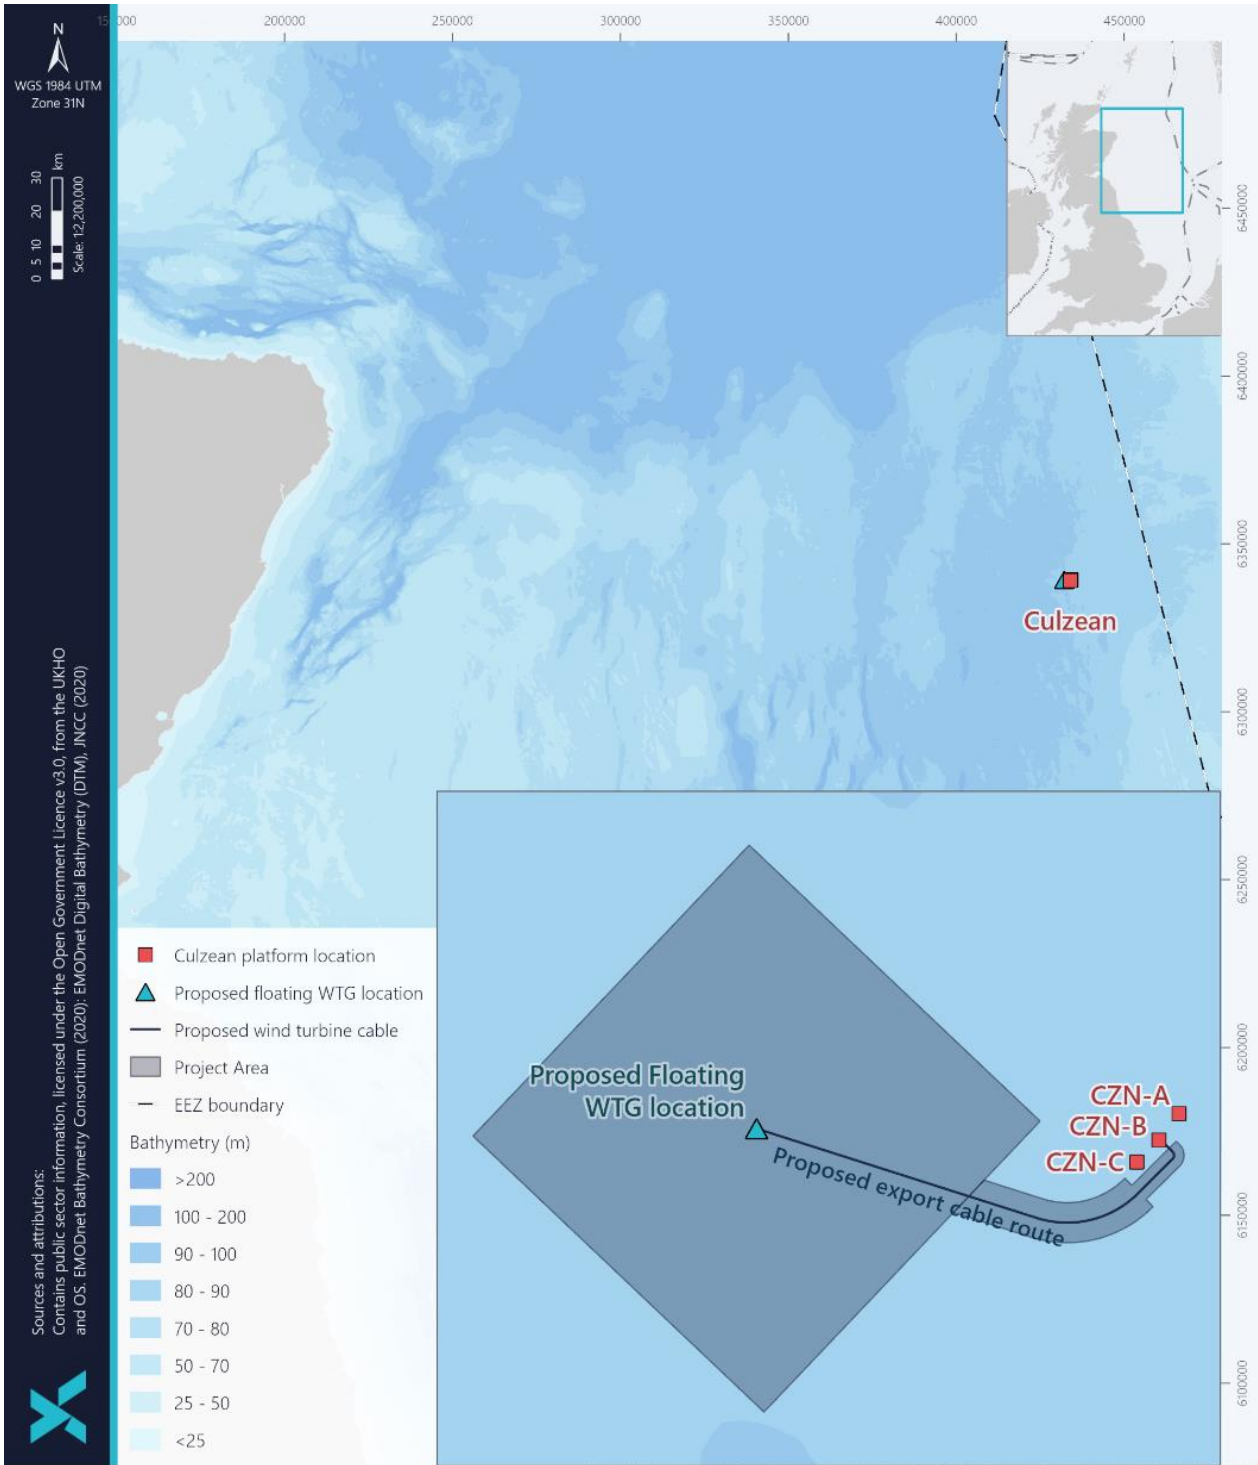 150000 200000 250000 300000 350000 400000 450000
N
WGS 1984 UTM
Zone 31N
0 5 10 20 30
km
Scale: 1:2,200,000
6450000
6400000
6350000
6300000
6250000
6200000
6150000
6100000
Culzean
Culzean platform location
Proposed floating WTG location
Proposed wind turbine cable
Project Area
EEZ boundary
Bathymetry (m)
>200
100 - 200
90 - 100
80 - 90
70 - 80
50 - 70
25 - 50
<25
Proposed Floating
WTG location
Proposed export cable route
CZN-A
CZN-B
CZN-C
Sources and attributions:
Contains public sector information, licensed under the Open Government Licence v3.0, from the UKHO
and OS. EMODnet Bathymetry Consortium (2020): EMODnet Digital Bathymetry (DTM), JNCC (2020)